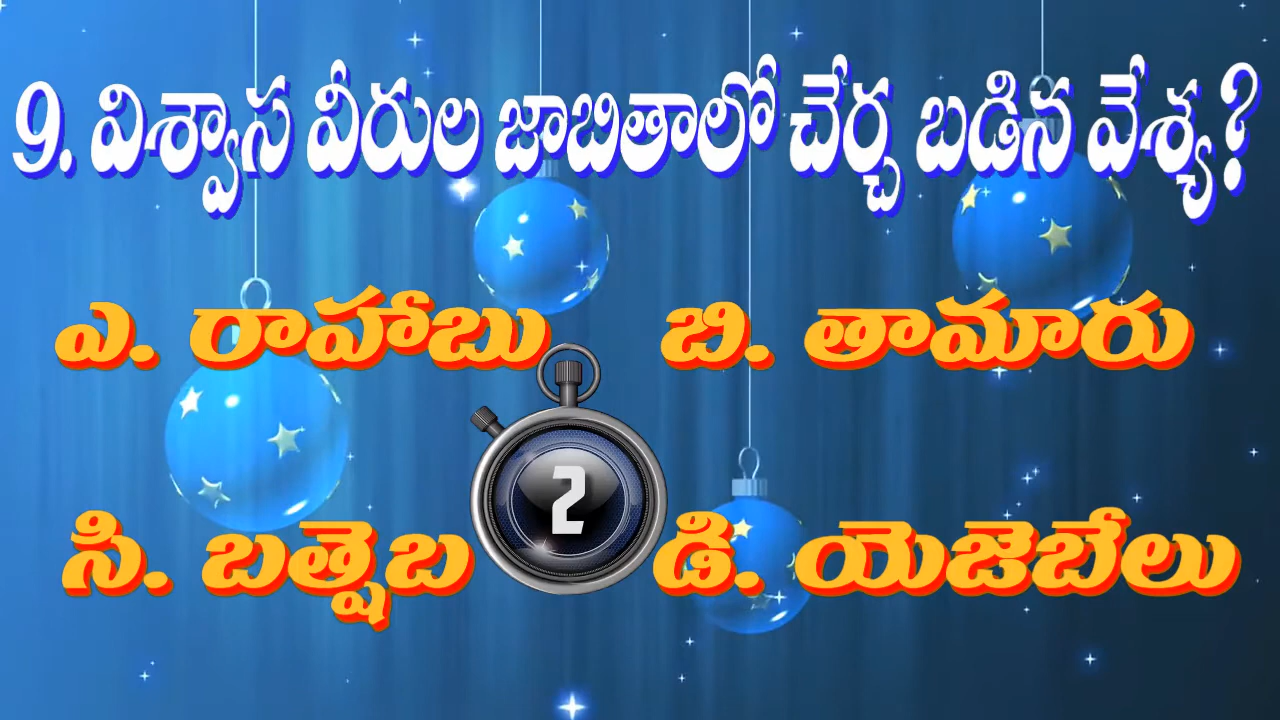 9. విశ్వాస వీరుల జాబితాలో చేర్చ బడిన వేశ్య?
ఎ. రాహాబు బి. తామారు
2
సి. బత్షెబ డి. యెజెబేలు